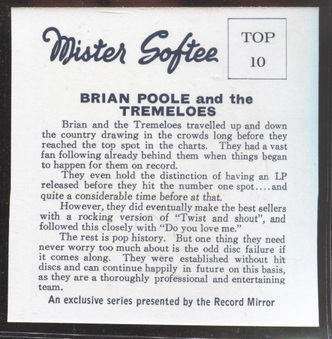 Mister Softee
TOP
10
BRIAN POOLE and the
TREMELOES
Brian and the Tremeloes travelled up and down
the country drawing in the crowds long before they
reached the top spot in the charts. They had a vast
fan following already behind them when things began
to happen for them on record.
They even hold the distinction of having an LP
released before they hit the number one spot....and
quite a considerable time before at that.
However, they did eventually make the best sellers
with a rocking version of "Twist and shout", and
followed this closely with "Do you love me."
The rest is pop history. But one thing they need
never worry too much about is the odd disc failure if
it comes along. They were established without hit
discs and can continue happily in future on this basis,
as they are a thoroughly professional and entertaining
team.
An exclusive series presented by the Record Mirror